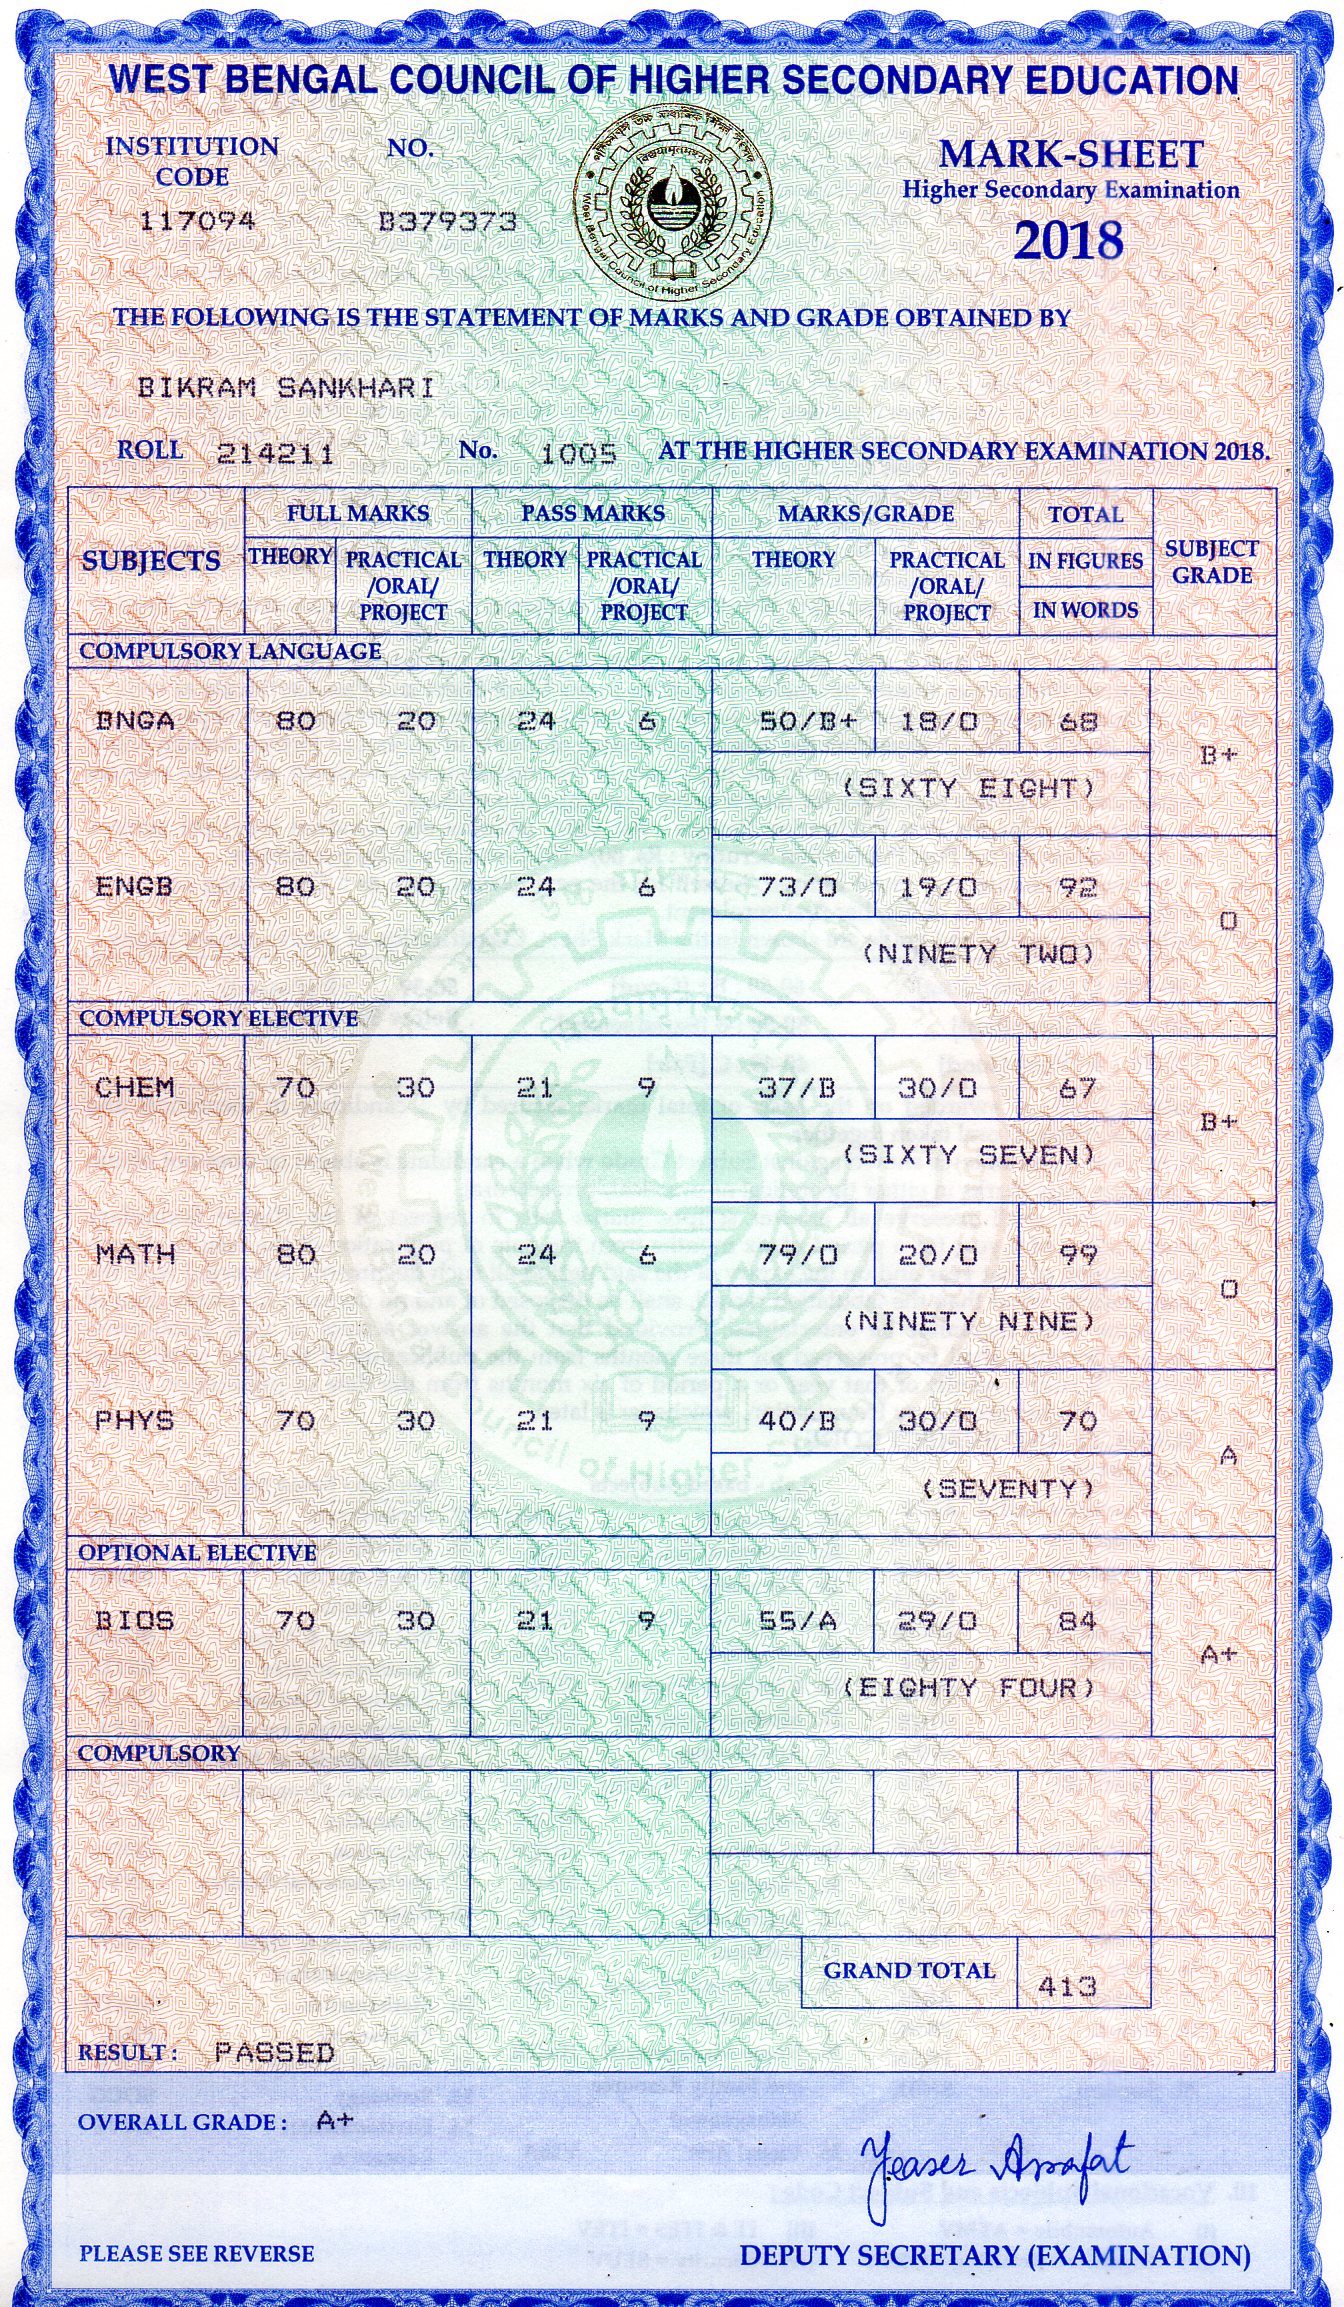 WEST BENGAL COUNCIL OF HIGHER SECONDARY EDUCATION
INSTITUTION CODE
117094
NO.
B379373
West Bengal Council of Higher Secondary Education
MARK-SHEET
Higher Secondary Examination
2018
THE FOLLOWING IS THE STATEMENT OF MARKS AND GRADE OBTAINED BY
BIKRAM SANKHARI
ROLL 214211 No. 1005 AT THE HIGHER SECONDARY EXAMINATION 2018.
SUBJECTS FULL MARKS PASS MARKS MARKS/GRADE TOTAL SUBJECT GRADE
THEORY PRACTICAL /ORAL/ PROJECT THEORY PRACTICAL /ORAL/ PROJECT THEORY PRACTICAL /ORAL/ PROJECT IN FIGURES
IN WORDS
COMPULSORY LANGUAGE
BNGA 80 20 24 6 50/B+ 18/O 68 B+
(SIXTY EIGHT)
ENGB 80 20 24 6 73/O 19/O 92 O
(NINETY TWO)
COMPULSORY ELECTIVE
CHEM 70 30 21 9 37/B 30/O 67 B+
(SIXTY SEVEN)
MATH 80 20 24 6 79/O 20/O 99 O
(NINETY NINE)
PHYS 70 30 21 9 40/B 30/O 70 A
(SEVENTY)
OPTIONAL ELECTIVE
BIOS 70 30 21 9 55/A 29/O 84 A+
(EIGHTY FOUR)
COMPULSORY
GRAND TOTAL 413
RESULT : PASSED
OVERALL GRADE : A+
Yeaser Arrafat
PLEASE SEE REVERSE
DEPUTY SECRETARY (EXAMINATION)